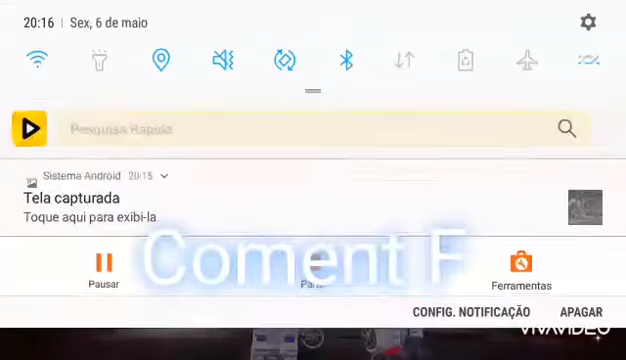 20:16 | Sex, 6 de maio
Pesquisa Rápida
Sistema Android 20:15
Tela capturada
Toque aqui para exibi-la.
Coment F
Pausar
Ferramentas
CONFIG. NOTIFICAÇÃO APAGAR
VIVAVIDEO